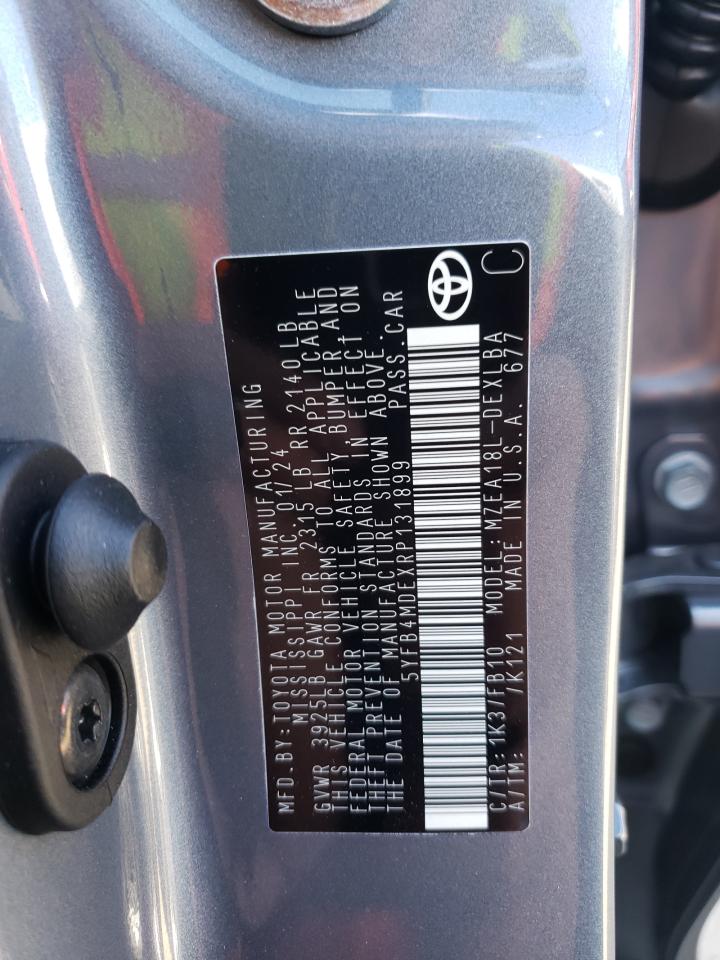 MFD. BY: TOYOTA MOTOR MANUFACTURING
MISSISSIPPI INC. 01/24
GVWR 3925LB GAWR FR 2315 LB RR 2140 LB
THIS VEHICLE CONFORMS TO ALL APPLICABLE
FEDERAL MOTOR VEHICLE SAFETY, BUMPER, AND
THEFT PREVENTION STANDARDS IN EFFECT ON
THE DATE OF MANUFACTURE SHOWN ABOVE.
5YFB4MDEXRP131899 PASS. CAR
C/TR: 1K3/FB10 MODEL: MZEA18L-DEXLBA
A/TM: /K121 MADE IN U.S.A. 677
C